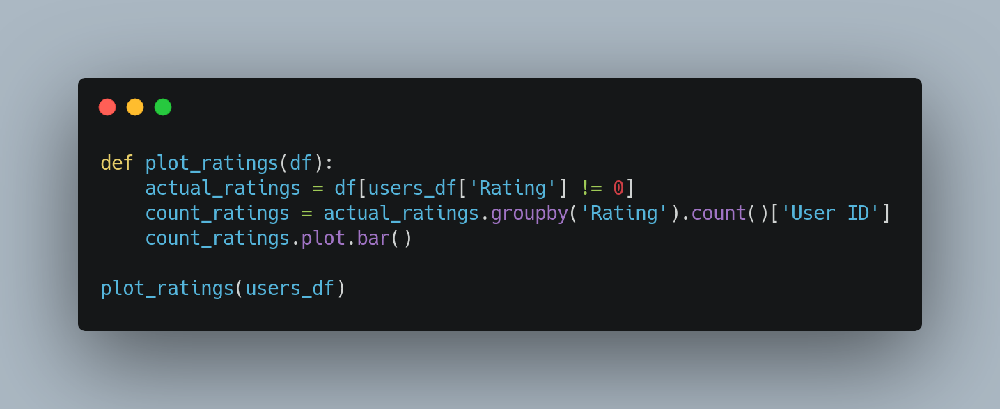 def plot_ratings(df):
    actual_ratings = df[users_df['Rating'] != 0]
    count_ratings = actual_ratings.groupby('Rating').count()['User ID']
    count_ratings.plot.bar()

plot_ratings(users_df)